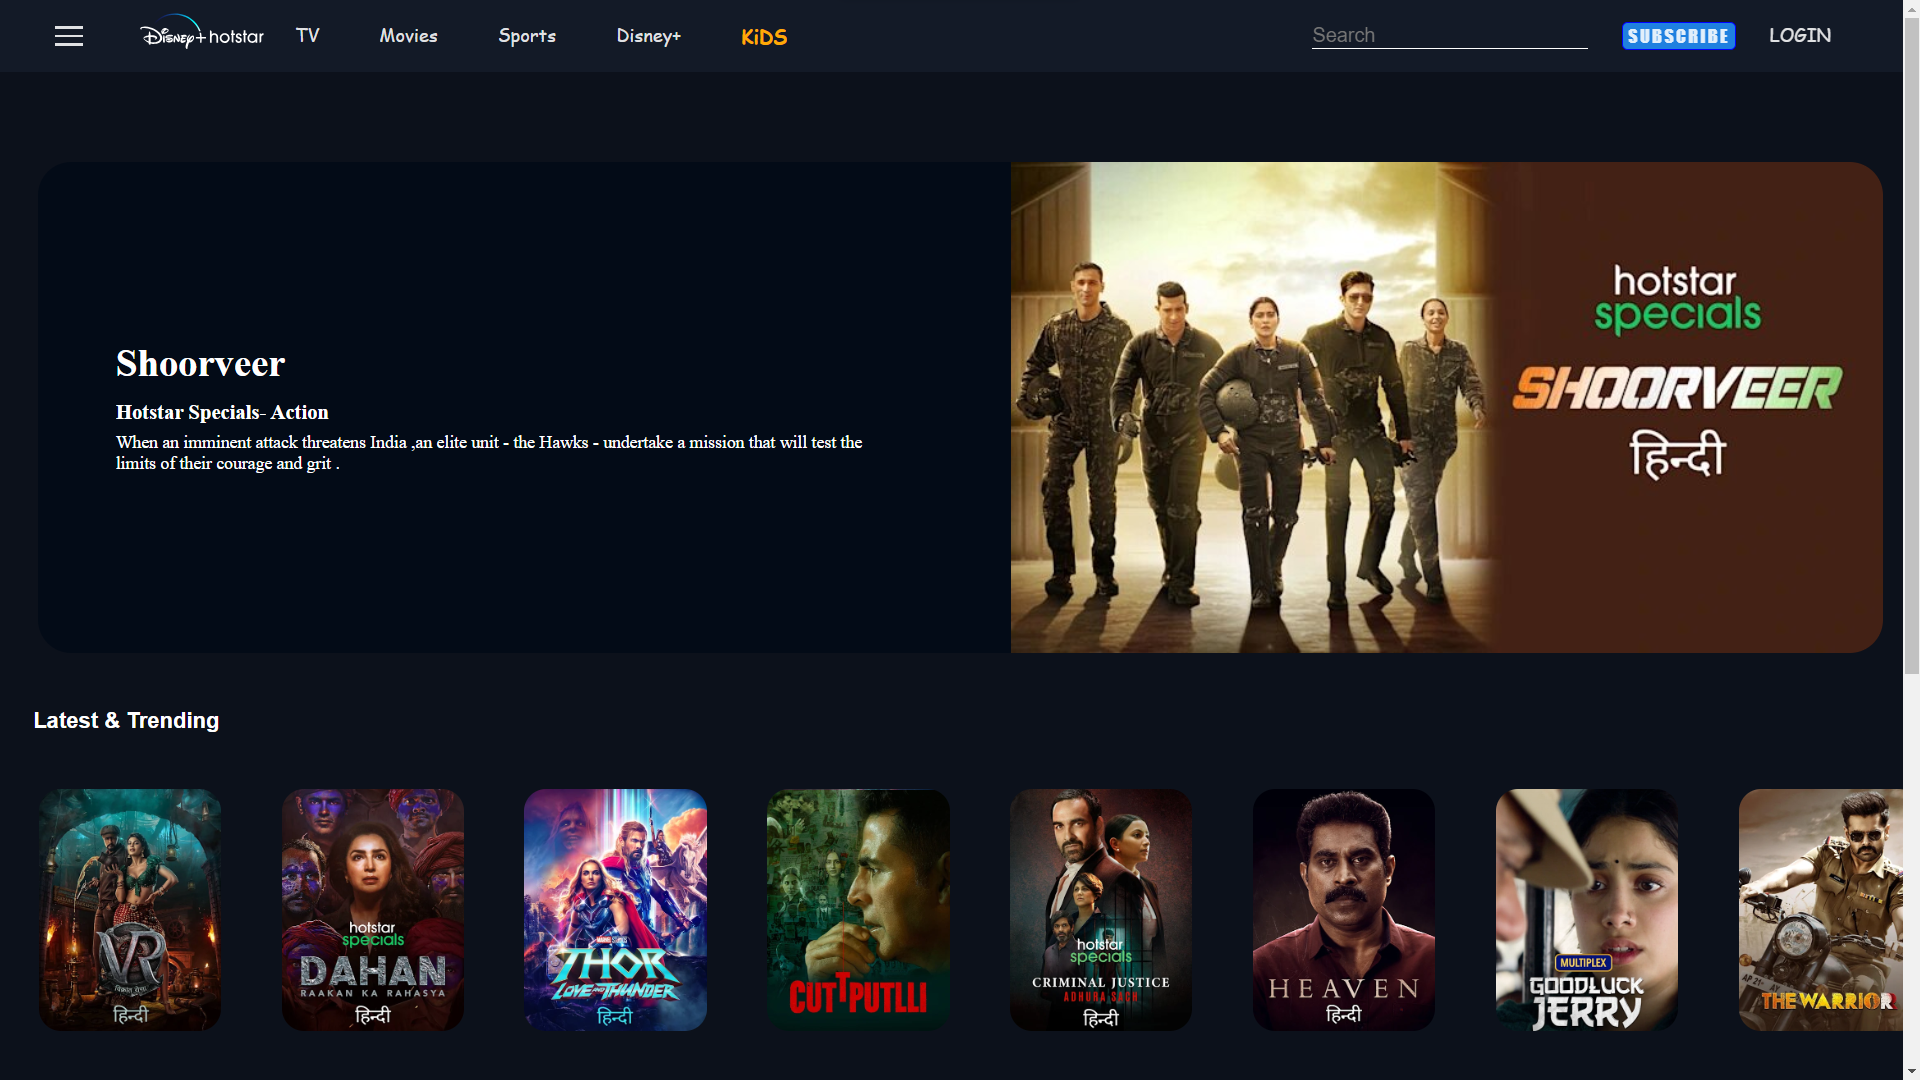 Disney+ hotstar TV Movies Sports Disney+ KiDS Search SUBSCRIBE LOGIN
hotstar
specials
SHOORVEER
हिन्दी
Shoorveer
Hotstar Specials- Action
When an imminent attack threatens India ,an elite unit - the Hawks - undertake a mission that will test the
limits of their courage and grit .
Latest & Trending
VR
हिन्दी
hotstar
specials
DAHAN
RAAKAN KA RAHASYA
हिन्दी
MARVEL STUDIOS
THOR
LOVE AND THUNDER
हिन्दी
CUTTPUTLLI
hotstar
specials
CRIMINAL JUSTICE
ADHURA SACH
हिन्दी
HEAVEN
हिन्दी
MULTIPLEX
GOODLUCK
JERRY
THE WARRIOR